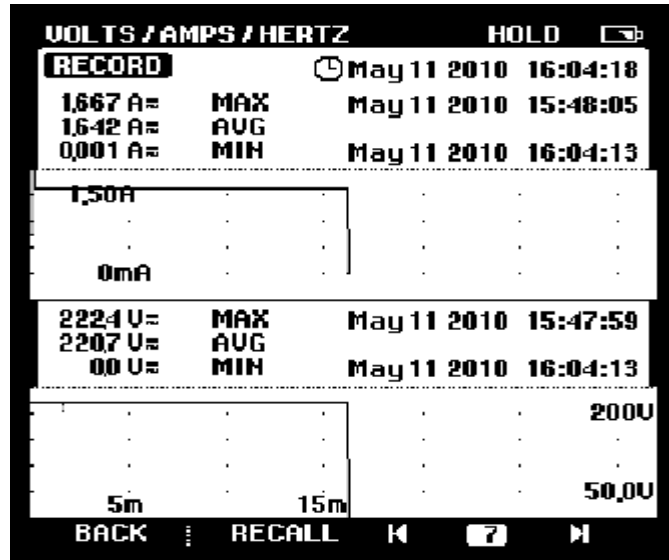 VOLTS / AMPS / HERTZ HOLD
RECORD May 11 2010 16:04:18
1,667 A≂ MAX May 11 2010 15:48:05
1,642 A≂ AVG
0,001 A≂ MIN May 11 2010 16:04:13
1,50A
0mA
222,4 V≂ MAX May 11 2010 15:47:59
220,7 V≂ AVG
0,0 V≂ MIN May 11 2010 16:04:13
200V
50,0V
5m 15m
BACK RECALL 7